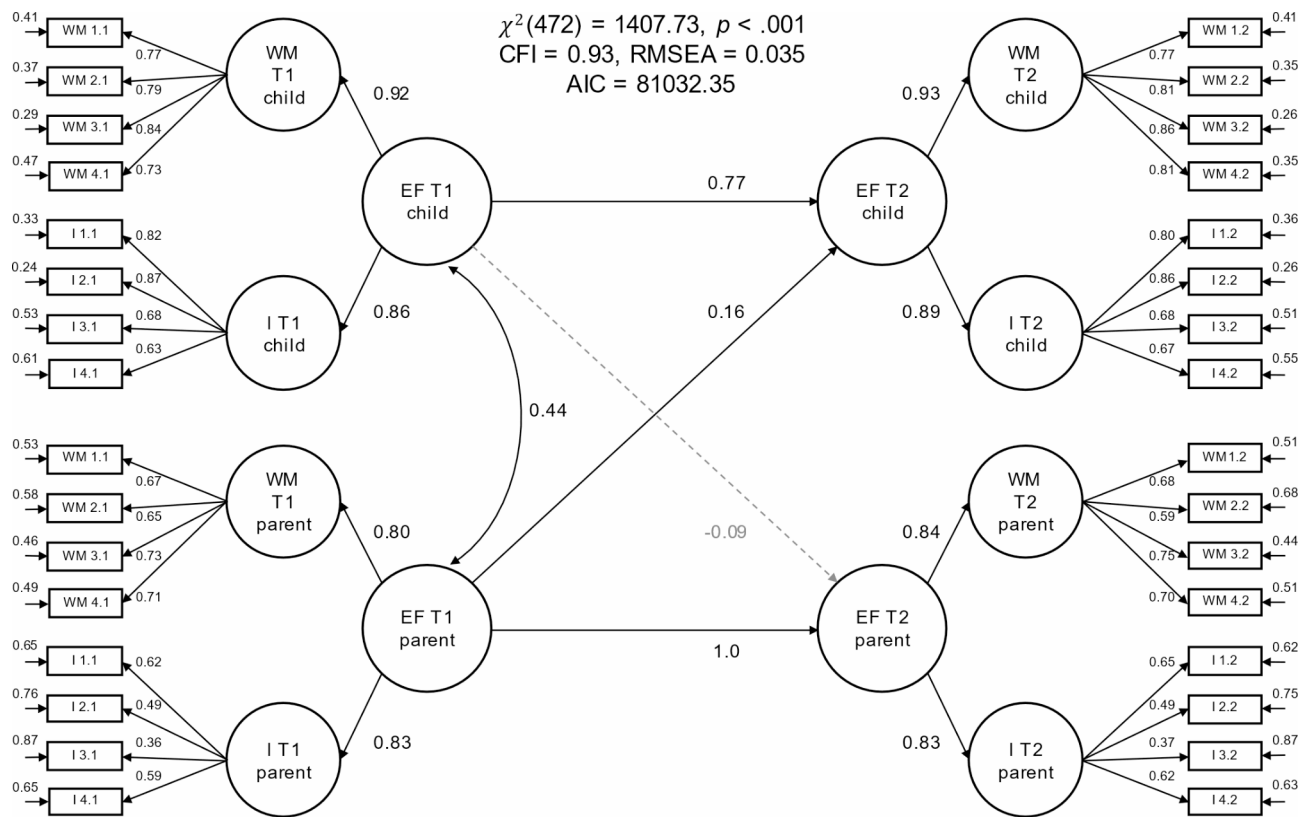 χ²(472) = 1407.73, p < .001
CFI = 0.93, RMSEA = 0.035
AIC = 81032.35
0.41
WM 1.1
0.77
0.37
WM 2.1
0.79
0.29
WM 3.1
0.84
0.47
WM 4.1
0.73
WM
T1
child
0.92
0.33
I 1.1
0.82
0.24
I 2.1
0.87
0.53
I 3.1
0.68
0.61
I 4.1
0.63
I T1
child
0.86
EF T1
child
0.77
EF T2
child
0.93
WM
T2
child
0.77
WM 1.2
0.41
0.81
WM 2.2
0.35
0.86
WM 3.2
0.26
0.81
WM 4.2
0.35
0.89
I T2
child
0.80
I 1.2
0.36
0.86
I 2.2
0.26
0.68
I 3.2
0.51
0.67
I 4.2
0.55
0.16
0.44
-0.09
0.53
WM 1.1
0.67
0.58
WM 2.1
0.65
0.46
WM 3.1
0.73
0.49
WM 4.1
0.71
WM
T1
parent
0.80
0.65
I 1.1
0.62
0.76
I 2.1
0.49
0.87
I 3.1
0.36
0.65
I 4.1
0.59
I T1
parent
0.83
EF T1
parent
1.0
EF T2
parent
0.84
WM
T2
parent
0.68
WM1.2
0.51
0.59
WM 2.2
0.68
0.75
WM 3.2
0.44
0.70
WM 4.2
0.51
0.83
I T2
parent
0.65
I 1.2
0.62
0.49
I 2.2
0.75
0.37
I 3.2
0.87
0.62
I 4.2
0.63